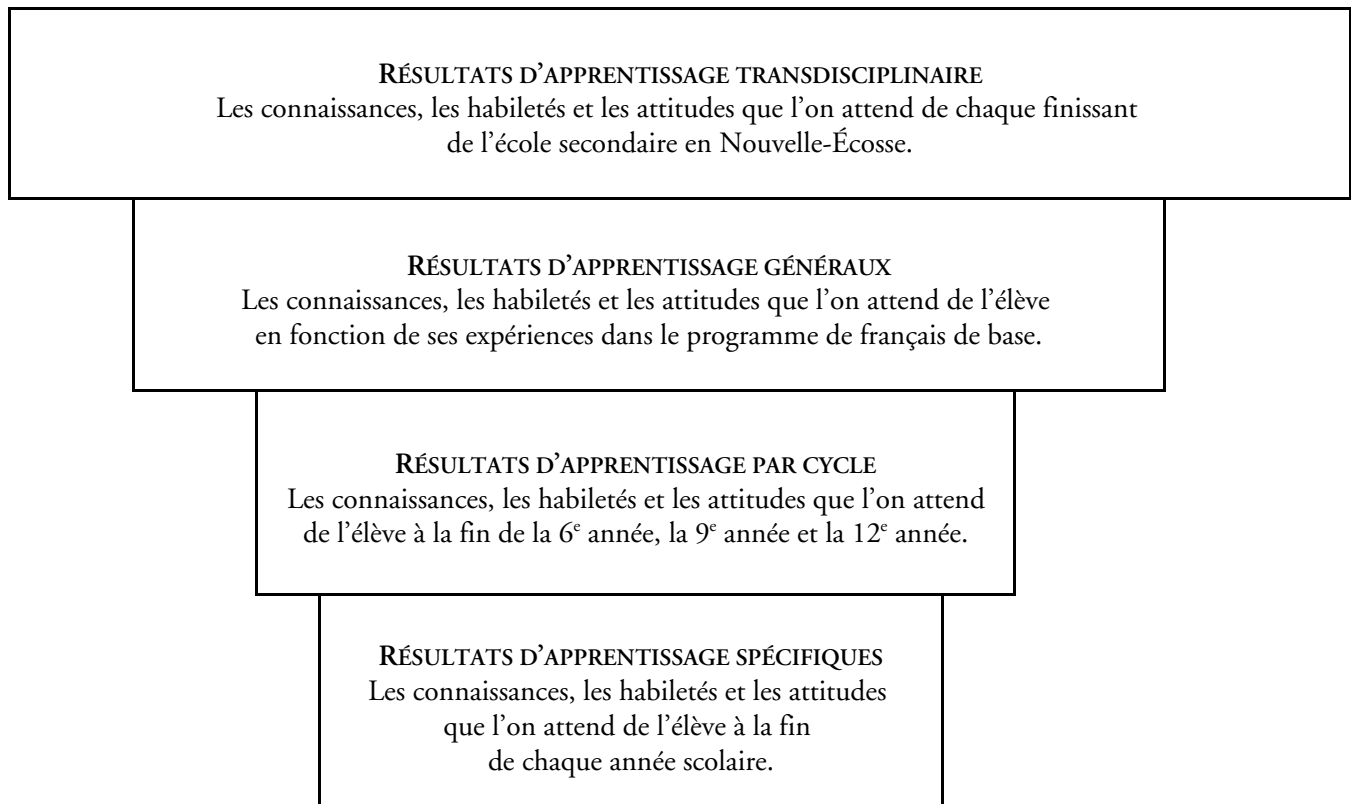 RÉSULTATS D’APPRENTISSAGE TRANSDISCIPLINAIRE
Les connaissances, les habiletés et les attitudes que l’on attend de chaque finissant
de l’école secondaire en Nouvelle-Écosse.
RÉSULTATS D’APPRENTISSAGE GÉNÉRAUX
Les connaissances, les habiletés et les attitudes que l’on attend de l’élève
en fonction de ses expériences dans le programme de français de base.
RÉSULTATS D’APPRENTISSAGE PAR CYCLE
Les connaissances, les habiletés et les attitudes que l’on attend
de l’élève à la fin de la 6e année, la 9e année et la 12e année.
RÉSULTATS D’APPRENTISSAGE SPÉCIFIQUES
Les connaissances, les habiletés et les attitudes
que l’on attend de l’élève à la fin
de chaque année scolaire.